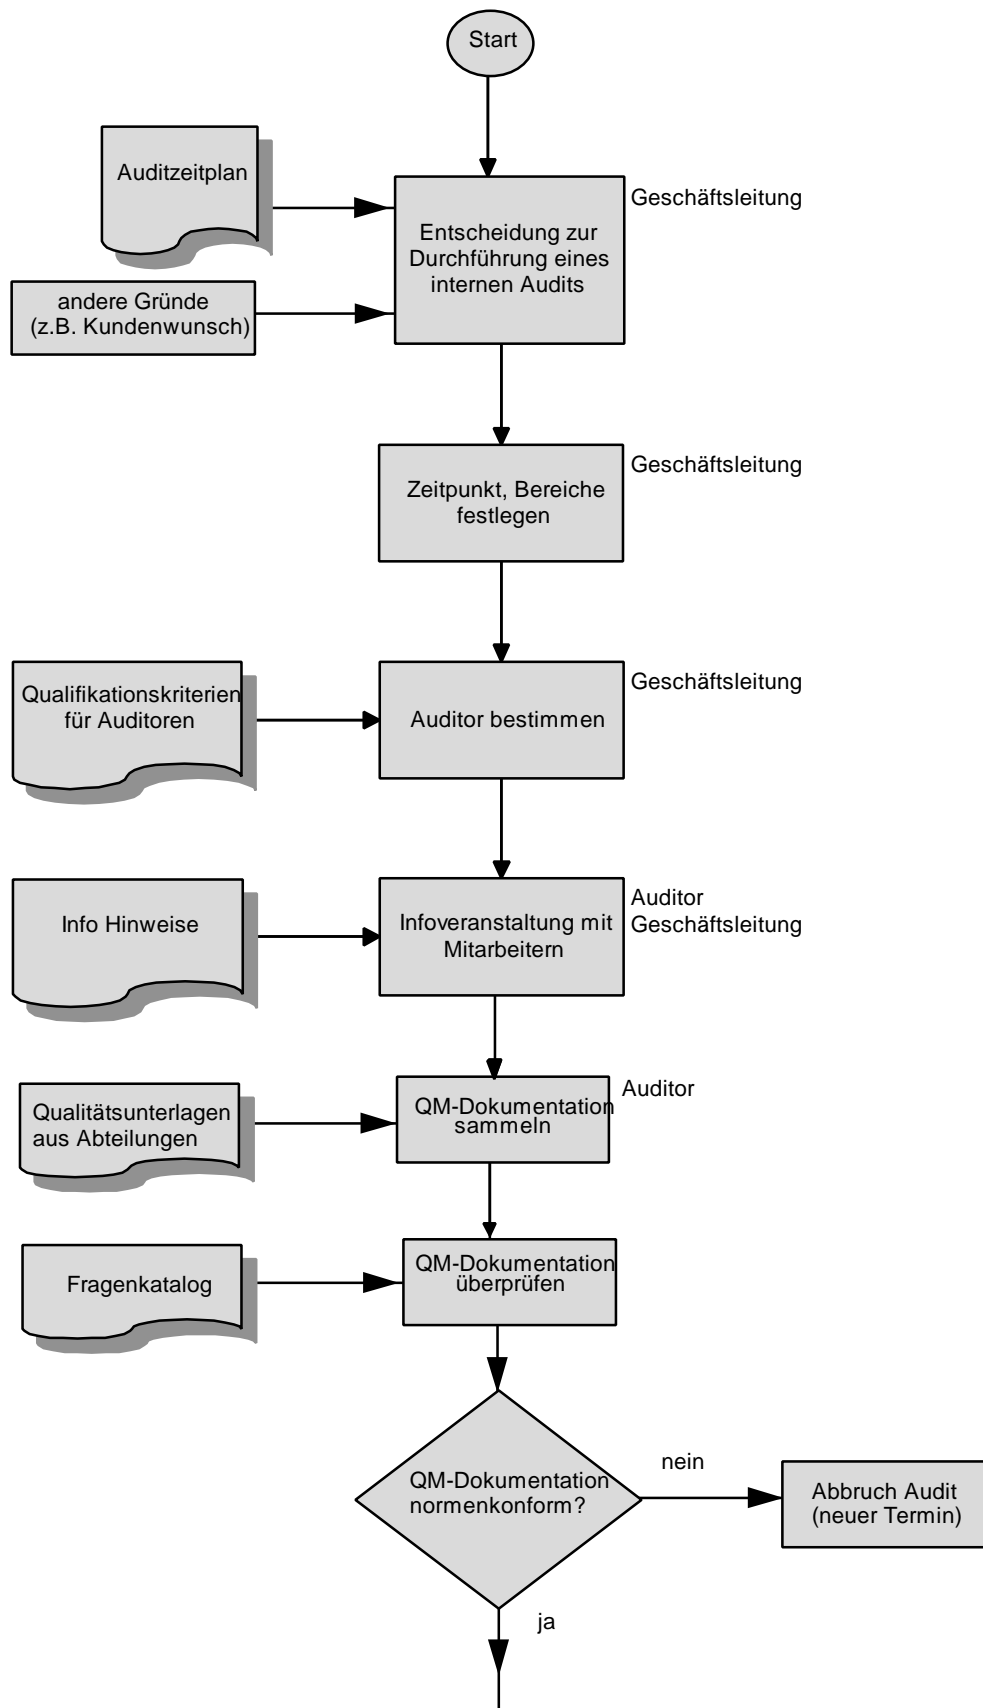 Start
Auditzeitplan
Geschäftsleitung
Entscheidung zur
Durchführung eines
internen Audits
andere Gründe
(z.B. Kundenwunsch)
Geschäftsleitung
Zeitpunkt, Bereiche
festlegen
Geschäftsleitung
Qualifikationskriterien
für Auditoren
Auditor bestimmen
Auditor
Geschäftsleitung
Info Hinweise
Infoveranstaltung mit
Mitarbeitern
Auditor
Qualitätsunterlagen
aus Abteilungen
QM-Dokumentation
sammeln
Fragenkatalog
QM-Dokumentation
überprüfen
QM-Dokumentation
normenkonform?
nein
Abbruch Audit
(neuer Termin)
ja